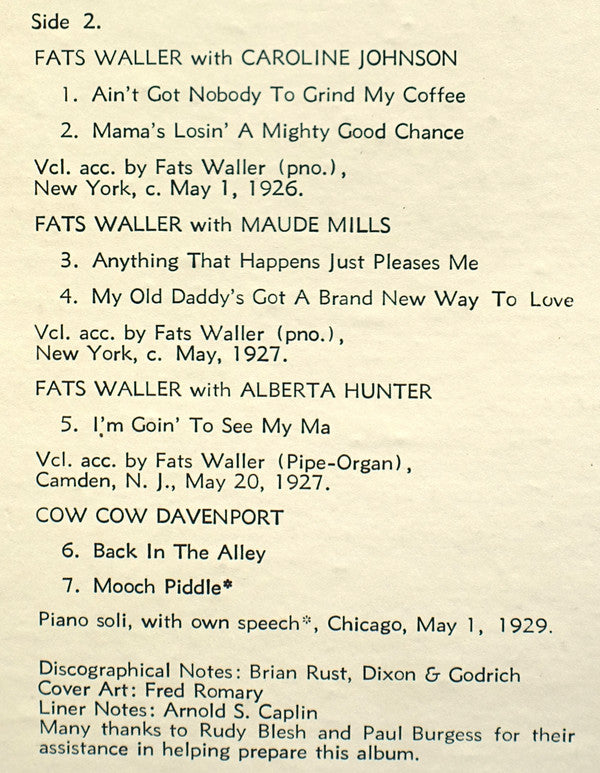 Side 2.
FATS WALLER with CAROLINE JOHNSON
1. Ain't Got Nobody To Grind My Coffee
2. Mama's Losin' A Mighty Good Chance
Vcl. acc. by Fats Waller (pno.),
New York, c. May 1, 1926.
FATS WALLER with MAUDE MILLS
3. Anything That Happens Just Pleases Me
4. My Old Daddy's Got A Brand New Way To Love
Vcl. acc. by Fats Waller (pno.),
New York, c. May, 1927.
FATS WALLER with ALBERTA HUNTER
5. I'm Goin' To See My Ma
Vcl. acc. by Fats Waller (Pipe-Organ),
Camden, N. J., May 20, 1927.
COW COW DAVENPORT
6. Back In The Alley
7. Mooch Piddle*
Piano soli, with own speech*, Chicago, May 1, 1929.
Discographical Notes: Brian Rust, Dixon & Godrich
Cover Art: Fred Romary
Liner Notes: Arnold S. Caplin
Many thanks to Rudy Blesh and Paul Burgess for their
assistance in helping prepare this album.